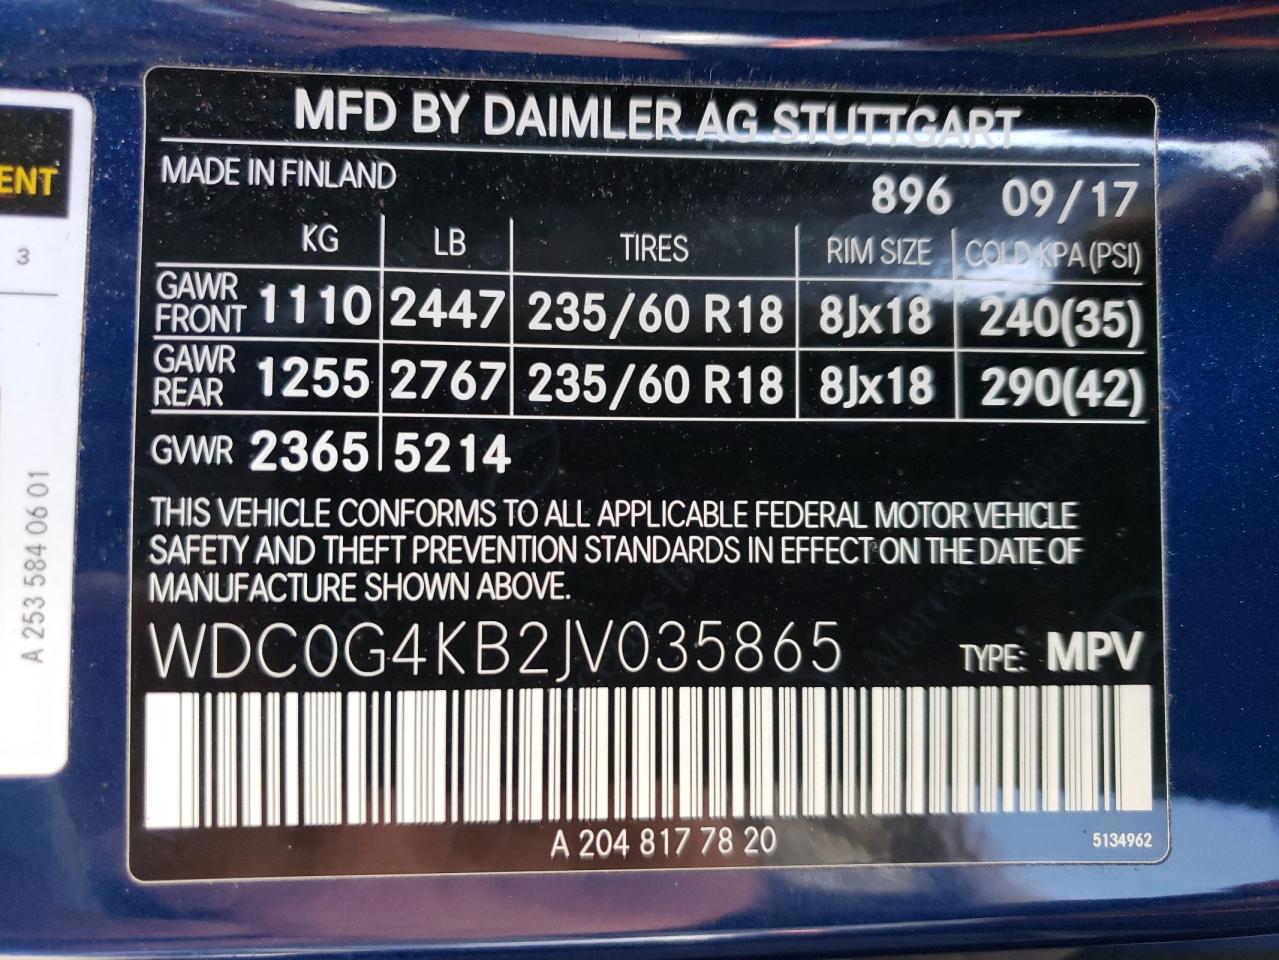 MFD BY DAIMLER AG STUTTGART
MADE IN FINLAND
896 09/17
KG LB TIRES RIM SIZE COLD KPA (PSI)
GAWR FRONT 1110 2447 235/60 R18 8Jx18 240(35)
GAWR REAR 1255 2767 235/60 R18 8Jx18 290(42)
GVWR 2365 5214
THIS VEHICLE CONFORMS TO ALL APPLICABLE FEDERAL MOTOR VEHICLE
SAFETY AND THEFT PREVENTION STANDARDS IN EFFECT ON THE DATE OF
MANUFACTURE SHOWN ABOVE.
WDC0G4KB2JV035865 TYPE: MPV
A 204 817 78 20
5134962
ENT
3
A 253 584 06 01